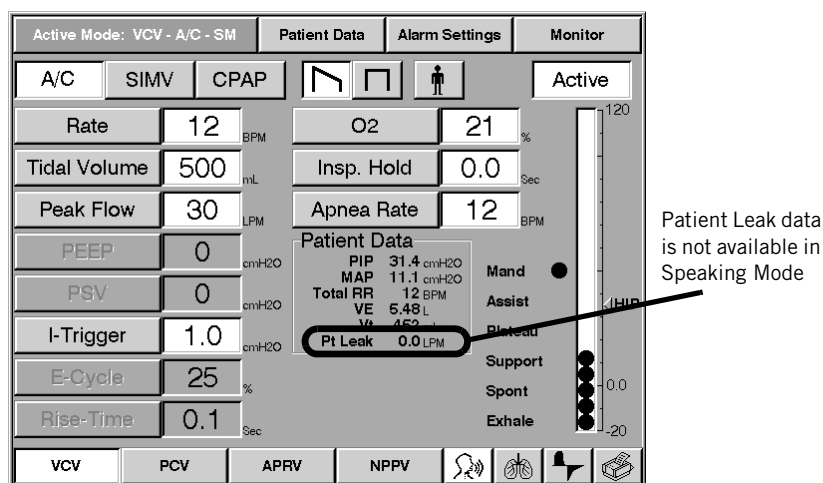 Active Mode: VCV - A/C - SM Patient Data Alarm Settings Monitor
A/C SIMV CPAP Active
Rate 12 BPM O2 21 %
Tidal Volume 500 mL Insp. Hold 0.0 Sec
Peak Flow 30 LPM Apnea Rate 12 BPM
PEEP 0 cmH2O
PSV 0 cmH2O
I-Trigger 1.0 cmH2O
E-Cycle 25 %
Rise-Time 0.1 Sec
Patient Data
PIP 31.4 cmH2O
MAP 11.1 cmH2O
Total RR 12 BPM
VE 5.48 L
Vt 452
Pt Leak 0.0 LPM
Mand
Assist
Plateau
Support
Spont
Exhale
120
HIP
0.0
-20
VCV PCV APRV NPPV
Patient Leak data
is not available in
Speaking Mode